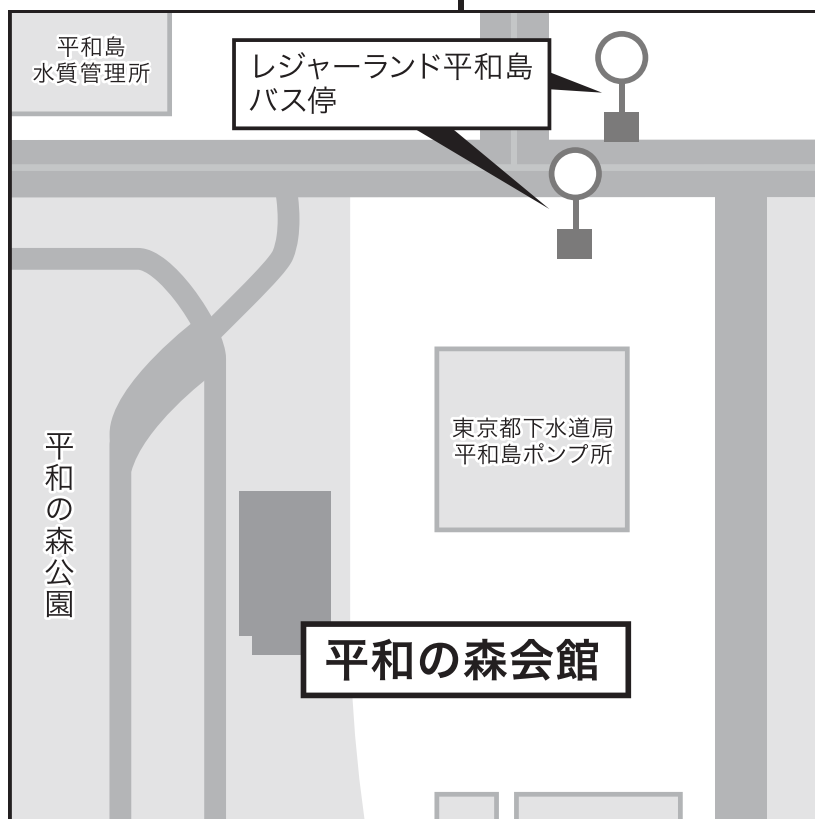 平和島
水質管理所
レジャーランド平和島
バス停
東京都下水道局
平和島ポンプ所
平和の森公園
平和の森会館